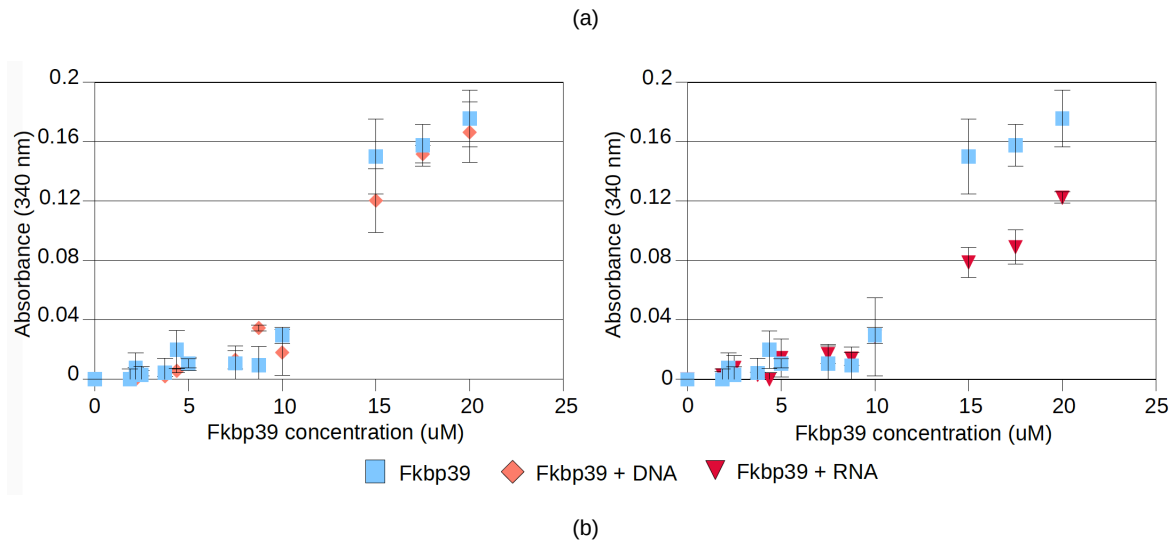 (a)
0.2
0.16
0.12
0.08
0.04
0
Absorbance (340 nm)
0 5 10 15 20 25
Fkbp39 concentration (uM)
0.2
0.16
0.12
0.08
0.04
0
Absorbance (340 nm)
0 5 10 15 20 25
Fkbp39 concentration (uM)
Fkbp39 Fkbp39 + DNA Fkbp39 + RNA
(b)